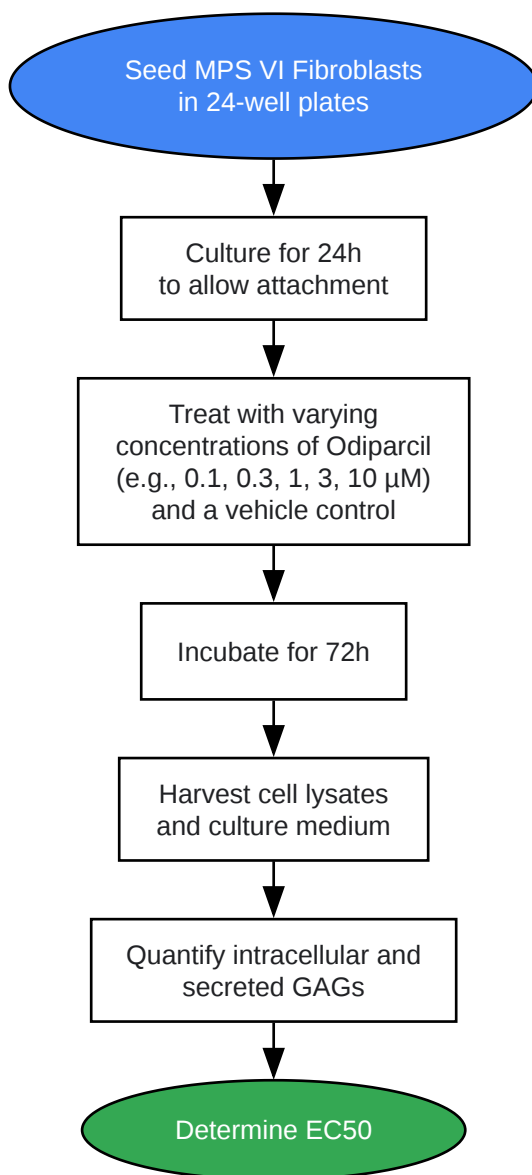 Seed MPS VI Fibroblasts
in 24-well plates
Culture for 24h
to allow attachment
Treat with varying
concentrations of Odiparcil
(e.g., 0.1, 0.3, 1, 3, 10 µM)
and a vehicle control
Incubate for 72h
Harvest cell lysates
and culture medium
Quantify intracellular and
secreted GAGs
Determine EC50